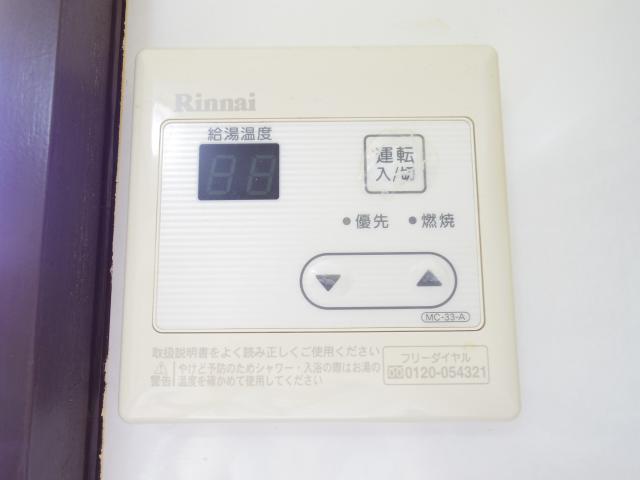 Rinnai
給湯温度
運転
入/切
優先
燃焼
MC-33-A
取扱説明書をよく読み正しくご使用ください
警告
やけど予防のためシャワー・入浴の際はお湯の
温度を確かめて使用してください
フリーダイヤル
0120-054321